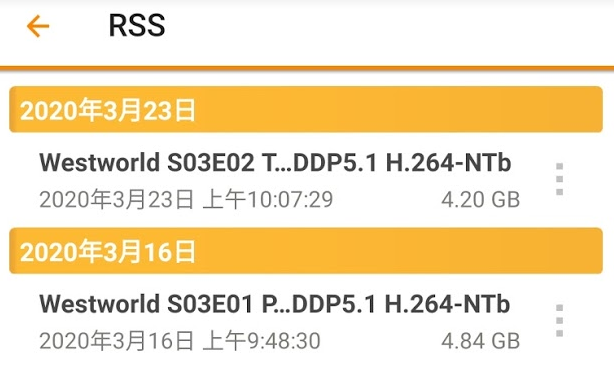 RSS
2020年3月23日
Westworld S03E02 T...DDP5.1 H.264-NTb
2020年3月23日 上午10:07:29 4.20 GB
2020年3月16日
Westworld S03E01 P...DDP5.1 H.264-NTb
2020年3月16日 上午9:48:30 4.84 GB